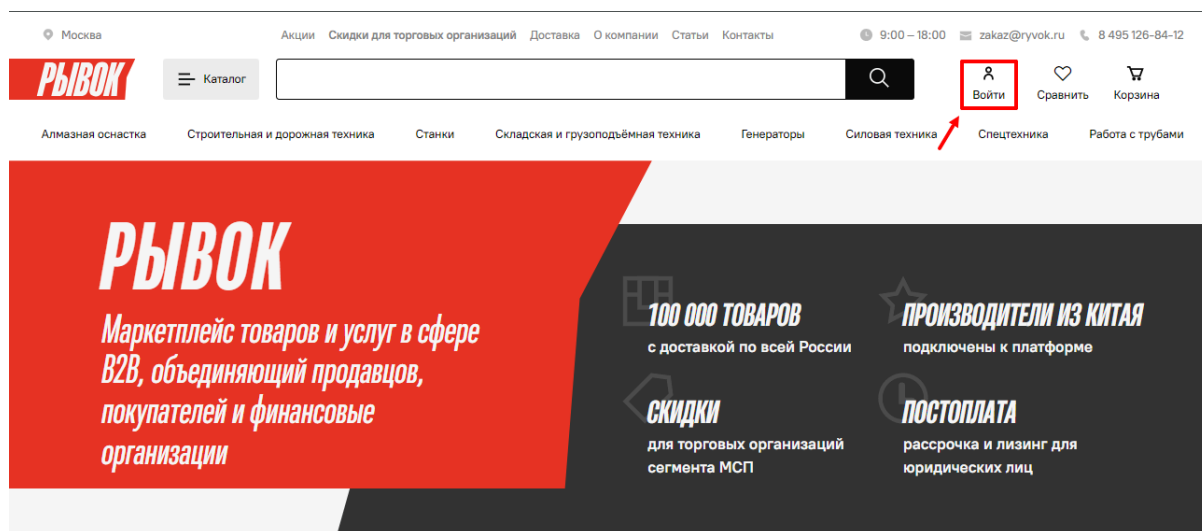 Москва Акции Скидки для торговых организаций Доставка О компании Статьи Контакты 9:00 – 18:00 zakaz@ryvok.ru 8 495 126-84-12
РЫВОК Каталог Войти Сравнить Корзина
Алмазная оснастка Строительная и дорожная техника Станки Складская и грузоподъёмная техника Генераторы Силовая техника Спецтехника Работа с трубами
РЫВОК
Маркетплейс товаров и услуг в сфере
B2B, объединяющий продавцов,
покупателей и финансовые
организации
100 000 ТОВАРОВ
с доставкой по всей России
ПРОИЗВОДИТЕЛИ ИЗ КИТАЯ
подключены к платформе
СКИДКИ
для торговых организаций
сегмента МСП
ПОСТОПЛАТА
рассрочка и лизинг для
юридических лиц